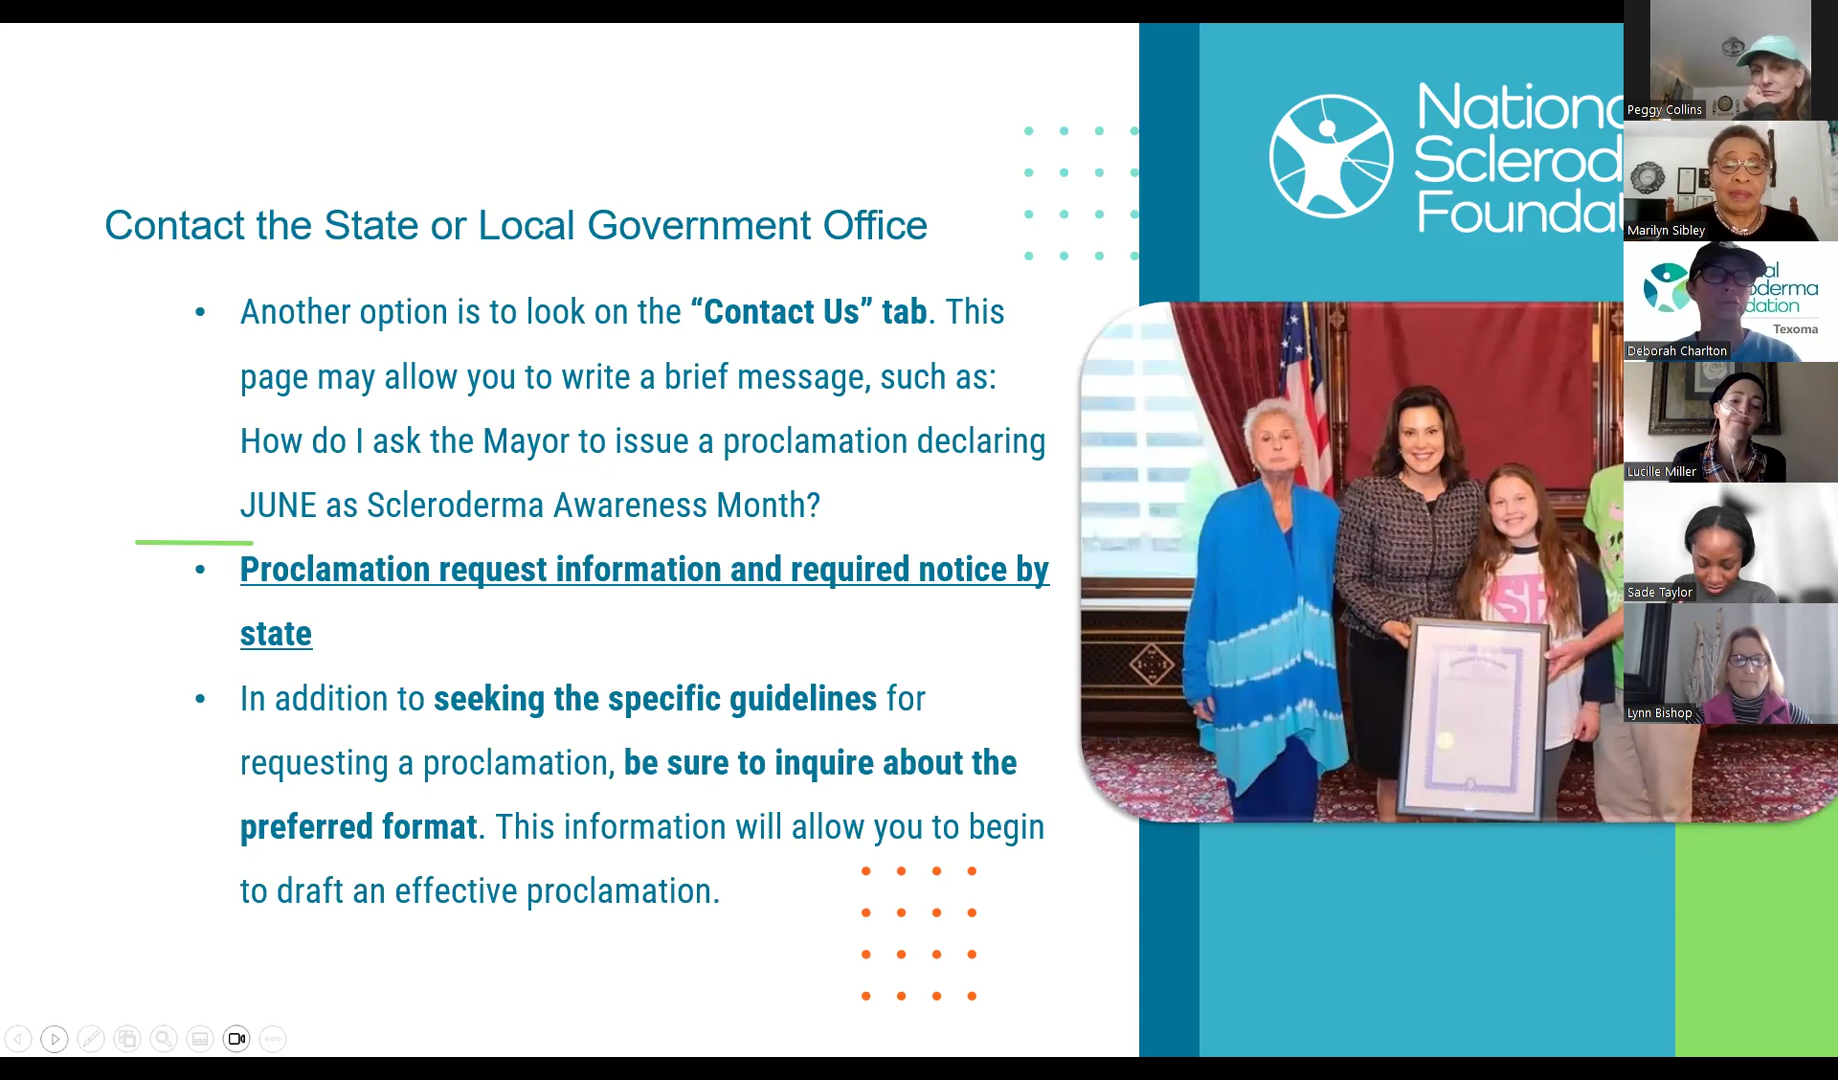 Contact the State or Local Government Office
• Another option is to look on the “Contact Us” tab. This
page may allow you to write a brief message, such as:
How do I ask the Mayor to issue a proclamation declaring
JUNE as Scleroderma Awareness Month?
• Proclamation request information and required notice by
state
• In addition to seeking the specific guidelines for
requesting a proclamation, be sure to inquire about the
preferred format. This information will allow you to begin
to draft an effective proclamation.
Nationa
Sclerod
Foundat
Peggy Collins
Marilyn Sibley
al
oderma
dation
Texoma
Deborah Charlton
Lucille Miller
Sade Taylor
Lynn Bishop